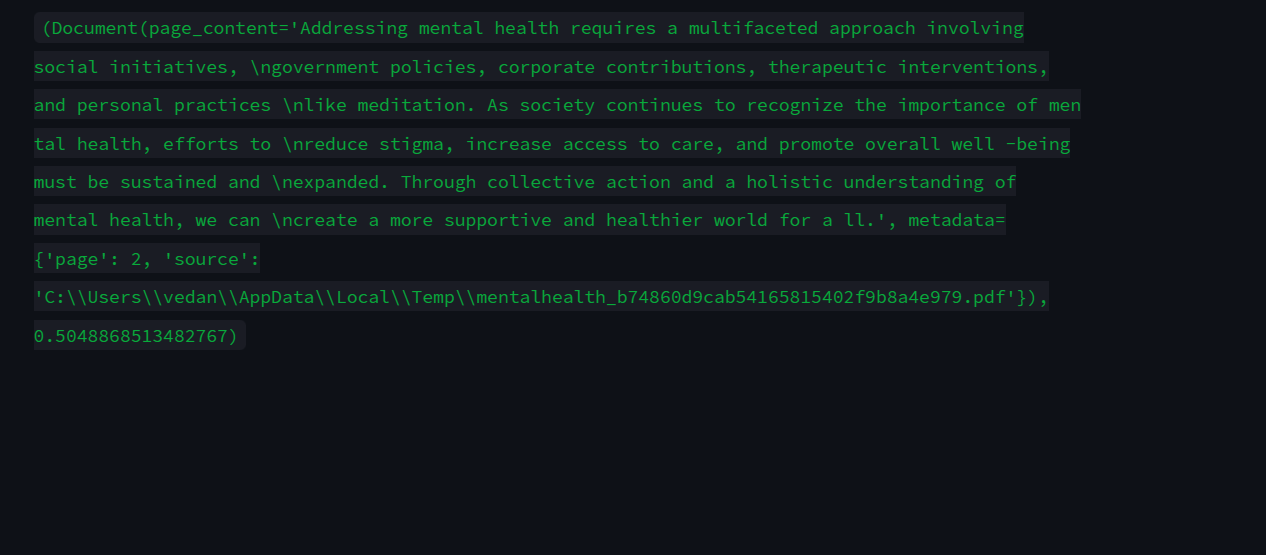 (Document(page_content='Addressing mental health requires a multifaceted approach involving
social initiatives, \ngovernment policies, corporate contributions, therapeutic interventions,
and personal practices \nlike meditation. As society continues to recognize the importance of men
tal health, efforts to \nreduce stigma, increase access to care, and promote overall well -being
must be sustained and \nexpanded. Through collective action and a holistic understanding of
mental health, we can \ncreate a more supportive and healthier world for a ll.', metadata=
{'page': 2, 'source':
'C:\\Users\\vedan\\AppData\\Local\\Temp\\mentalhealth_b74860d9cab54165815402f9b8a4e979.pdf'}),
0.5048868513482767)